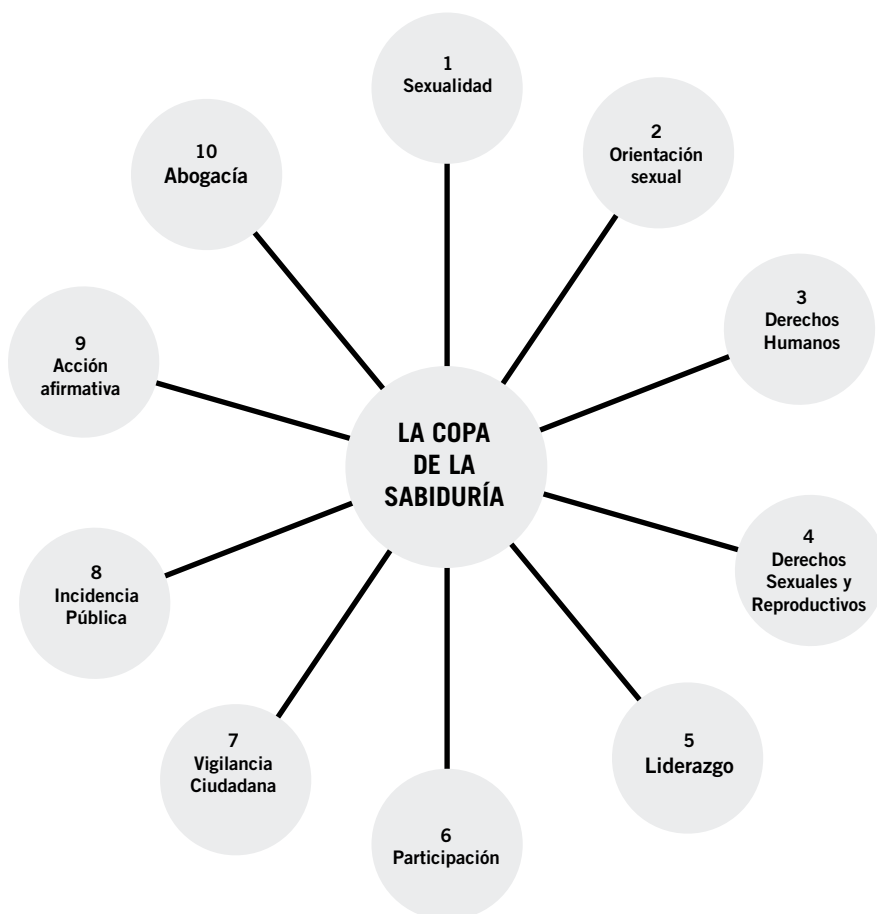 1
Sexualidad
2
Orientación
sexual
3
Derechos
Humanos
4
Derechos
Sexuales y
Reproductivos
5
Liderazgo
6
Participación
7
Vigilancia
Ciudadana
8
Incidencia
Pública
9
Acción
afirmativa
10
Abogacía
LA COPA
DE LA
SABIDURÍA